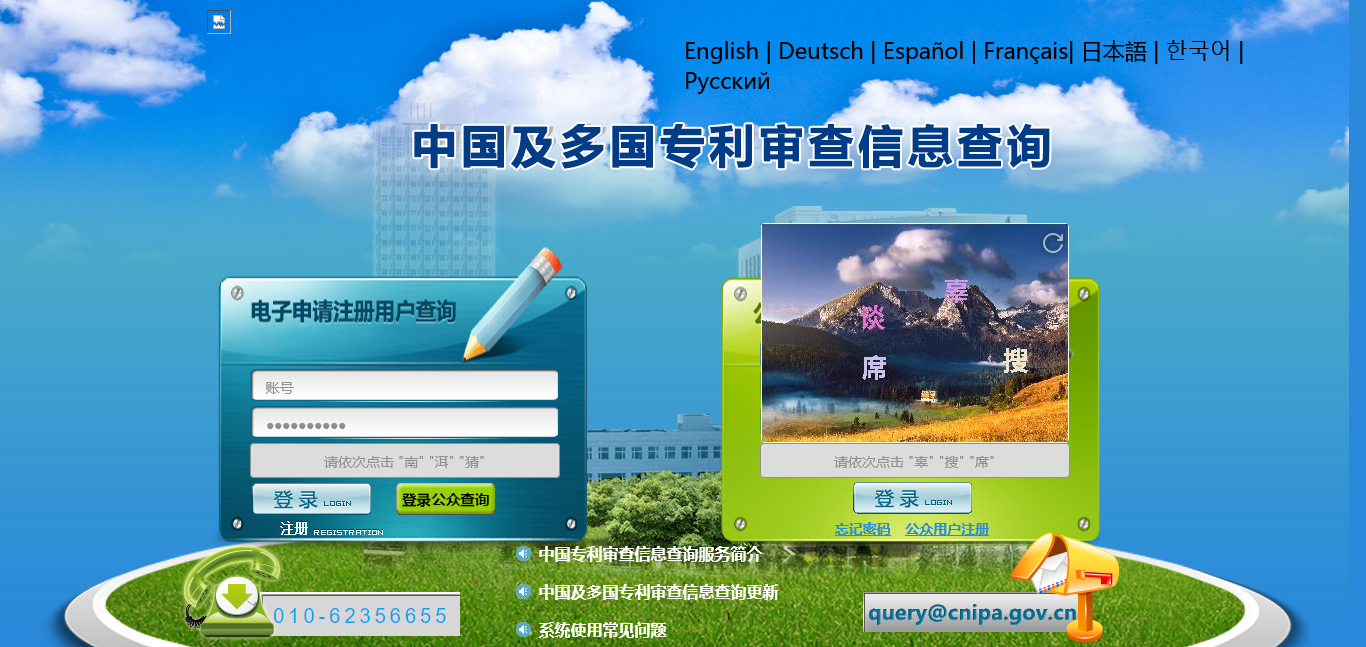 English | Deutsch | Español | Français| 日本語 | 한국어 |
Русский
中国及多国专利审查信息查询
电子申请注册用户查询
账号
请依次点击 "南" "洱" "猜"
登录 LOGIN
登录公众查询
注册 REGISTRATION
辜
谈
搜
席
请依次点击 "辜" "搜" "席"
登录 LOGIN
忘记密码 公众用户注册
中国专利审查信息查询服务简介
中国及多国专利审查信息查询更新
系统使用常见问题
010-62356655
query@cnipa.gov.cn